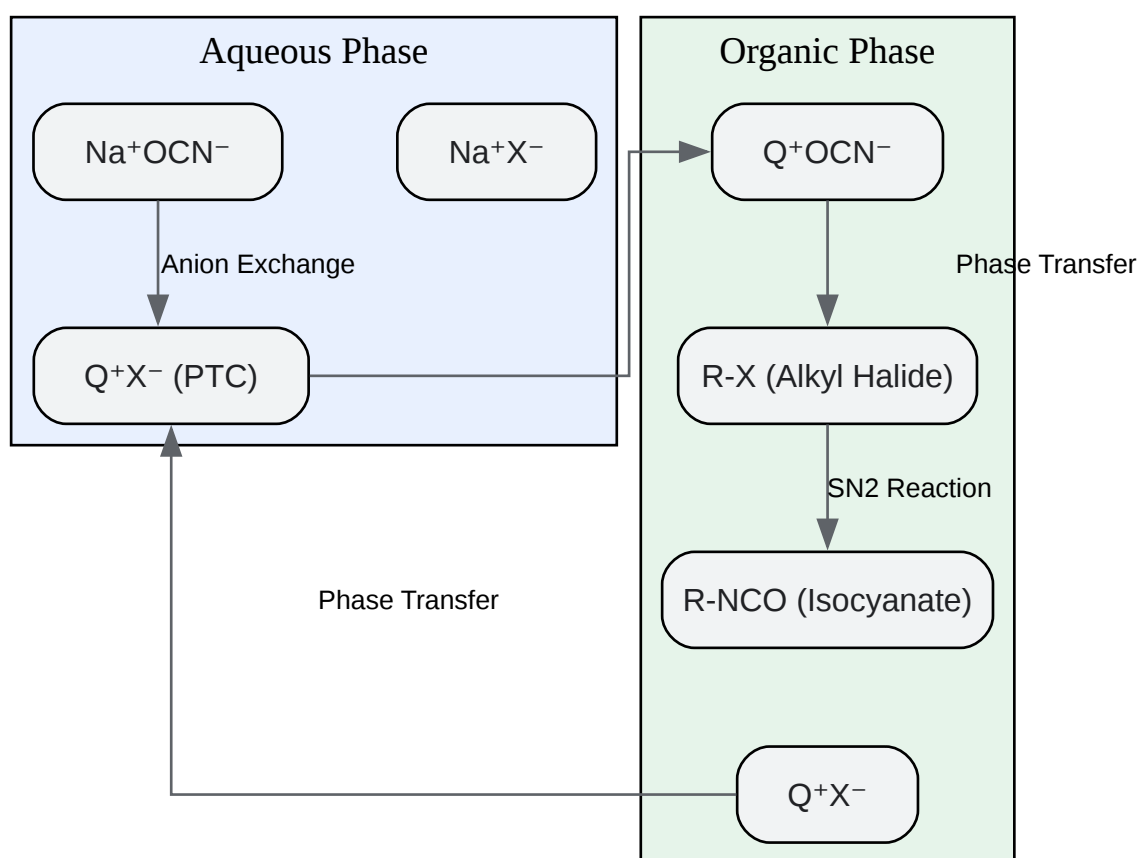 Aqueous Phase
Organic Phase
Na⁺OCN⁻
Na⁺X⁻
Q⁺OCN⁻
Anion Exchange
Phase Transfer
Q⁺X⁻ (PTC)
R-X (Alkyl Halide)
SN2 Reaction
R-NCO (Isocyanate)
Phase Transfer
Q⁺X⁻